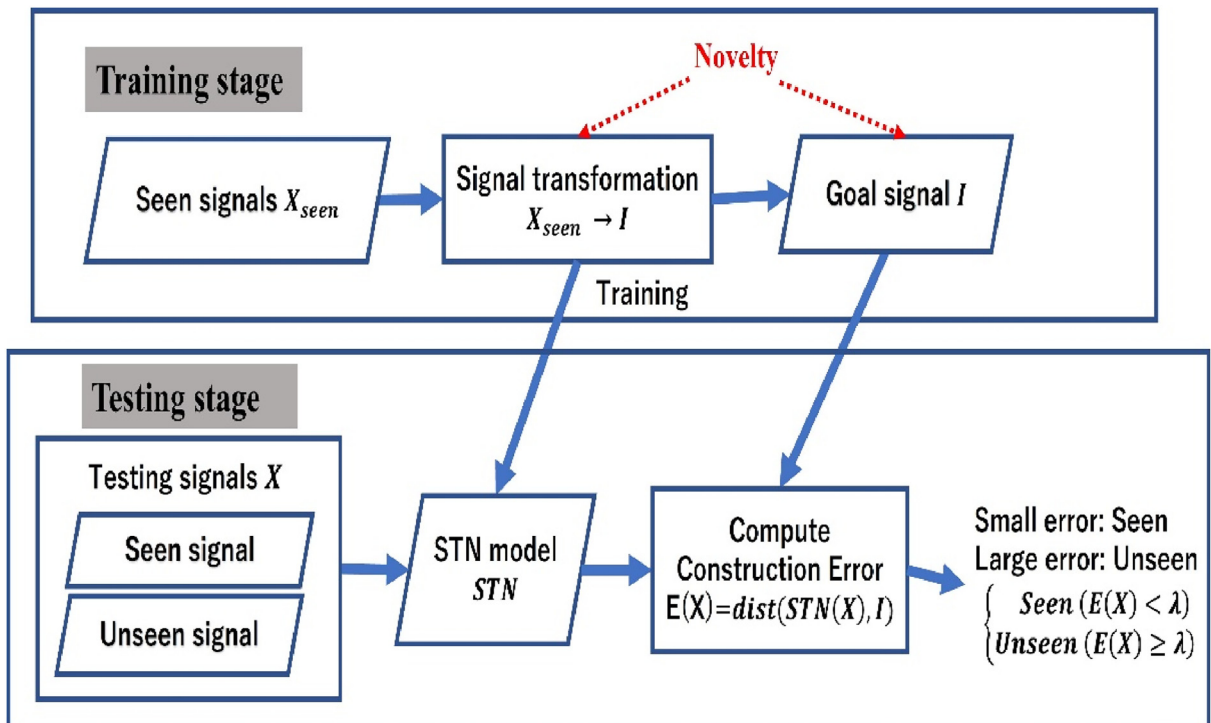 Novelty
Training stage
Seen signals X_seen
Signal transformation
X_seen → I
Goal signal I
Training
Testing stage
Testing signals X
Seen signal
Unseen signal
STN model
STN
Compute
Construction Error
E(X)=dist(STN(X), I)
Small error: Seen
Large error: Unseen
{ Seen (E(X) < λ)
Unseen (E(X) ≥ λ)